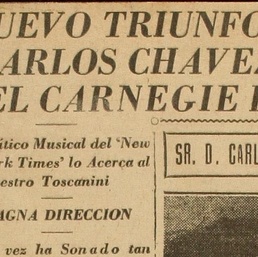 UEVO TRIUNFO
ARLOS CHAVE
EL CARNEGIE
ítico Musical del 'New
rk Times' lo Acerca al
estro Toscanini
AGNA DIRECCION
vez ha Sonado tan
SR. D. CARL